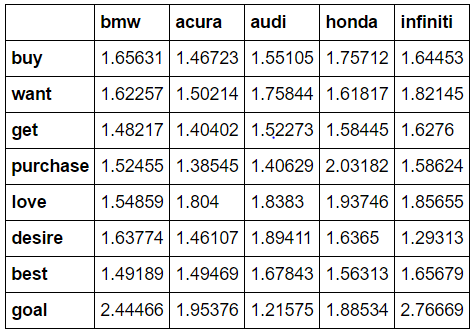 bmw acura audi honda infiniti
buy 1.65631 1.46723 1.55105 1.75712 1.64453
want 1.62257 1.50214 1.75844 1.61817 1.82145
get 1.48217 1.40402 1.52273 1.58445 1.6276
purchase 1.52455 1.38545 1.40629 2.03182 1.58624
love 1.54859 1.804 1.8383 1.93746 1.85655
desire 1.63774 1.46107 1.89411 1.6365 1.29313
best 1.49189 1.49469 1.67843 1.56313 1.65679
goal 2.44466 1.95376 1.21575 1.88534 2.76669